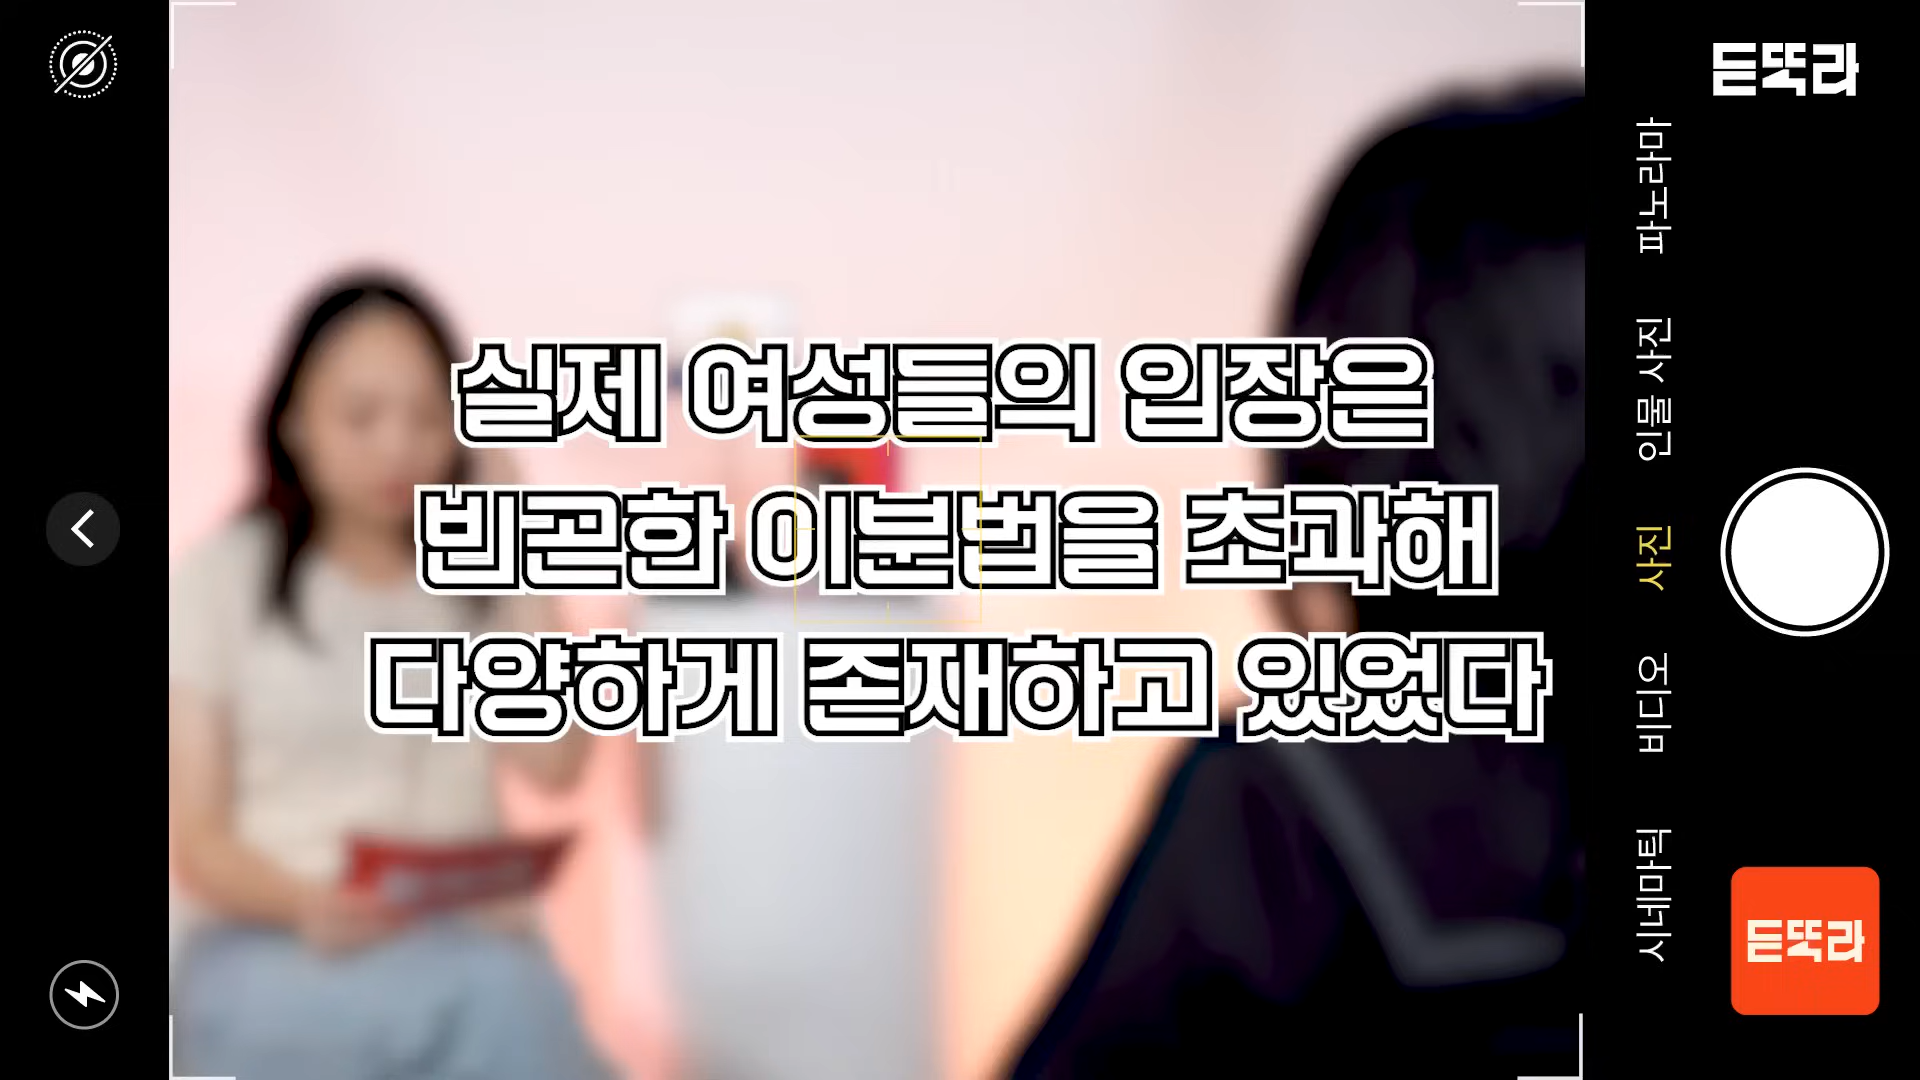 듣똑라
실제 여성들의 입장은
빈곤한 이분법을 초과해
다양하게 존재하고 있었다
파노라마
인물 사진
사진
비디오
시네마틱
듣똑라